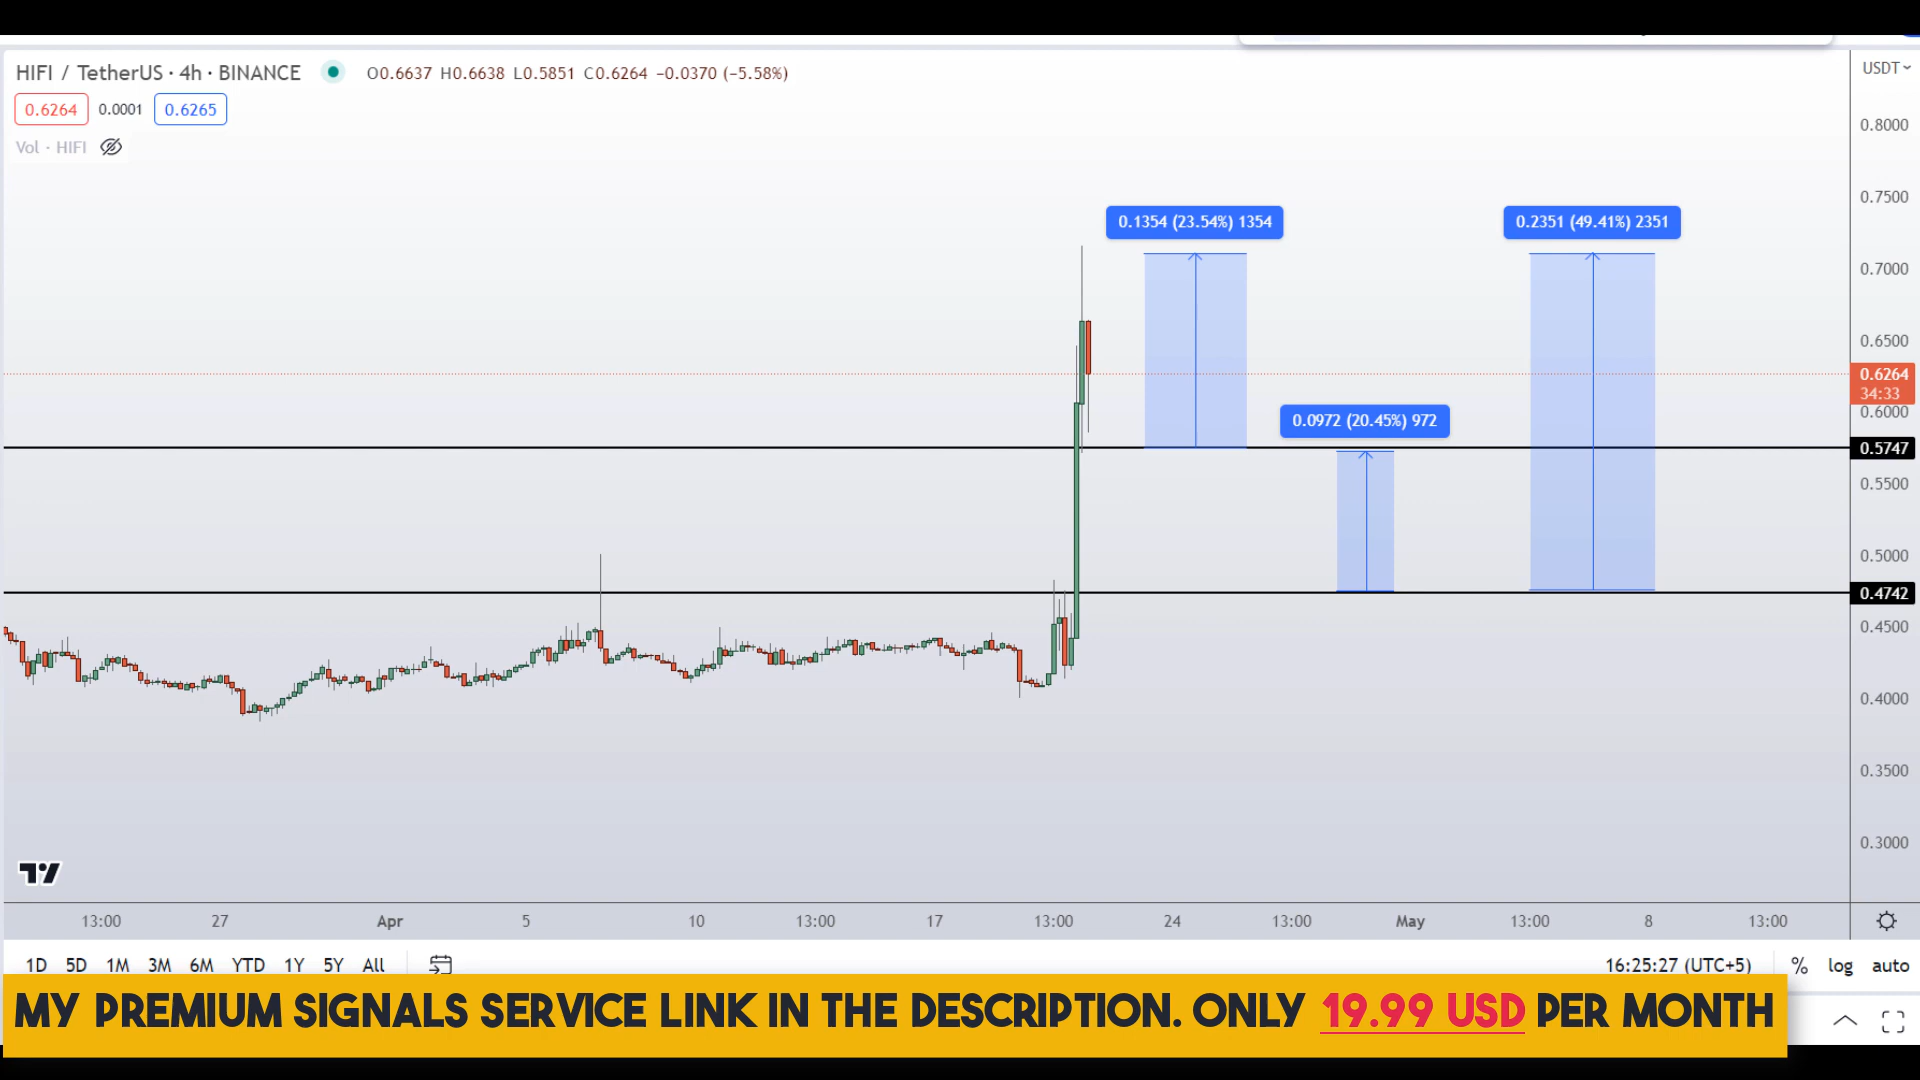 HIFI / TetherUS · 4h · BINANCE O0.6637 H0.6638 L0.5851 C0.6264 −0.0370 (−5.58%)
USDT
0.6264 0.0001 0.6265
Vol · HIFI
0.8000
0.7500
0.1354 (23.54%) 1354 0.2351 (49.41%) 2351
0.7000
0.6500
0.6264
34:33
0.6000
0.0972 (20.45%) 972
0.5747
0.5500
0.5000
0.4742
0.4500
0.4000
0.3500
0.3000
13:00 27 Apr 5 10 13:00 17 13:00 24 13:00 May 13:00 8 13:00
1D 5D 1M 3M 6M YTD 1Y 5Y All 16:25:27 (UTC+5) % log auto
MY PREMIUM SIGNALS SERVICE LINK IN THE DESCRIPTION. ONLY 19.99 USD PER MONTH